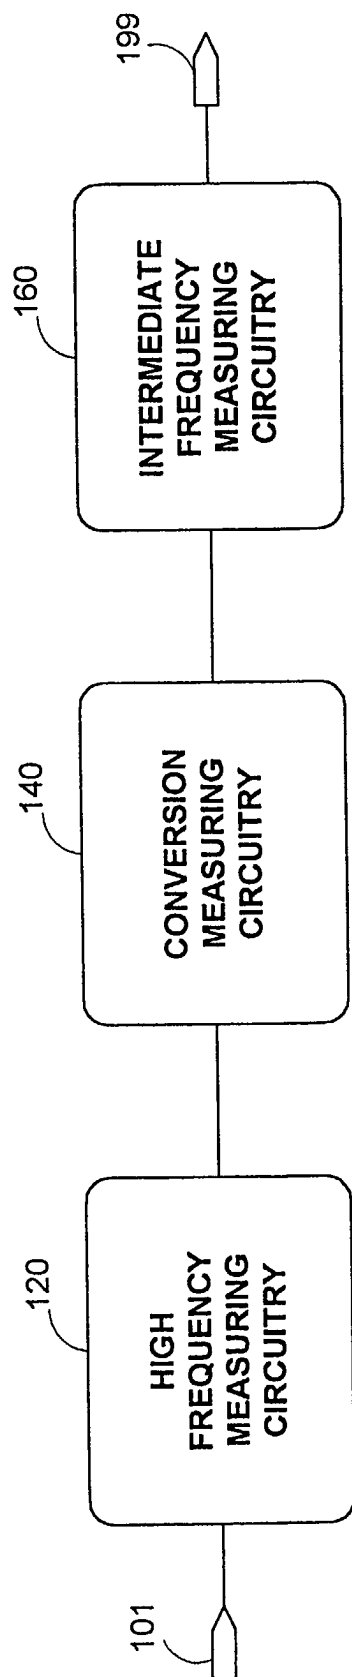 101
120
HIGH
FREQUENCY
MEASURING
CIRCUITRY
140
CONVERSION
MEASURING
CIRCUITRY
160
INTERMEDIATE
FREQUENCY
MEASURING
CIRCUITRY
199